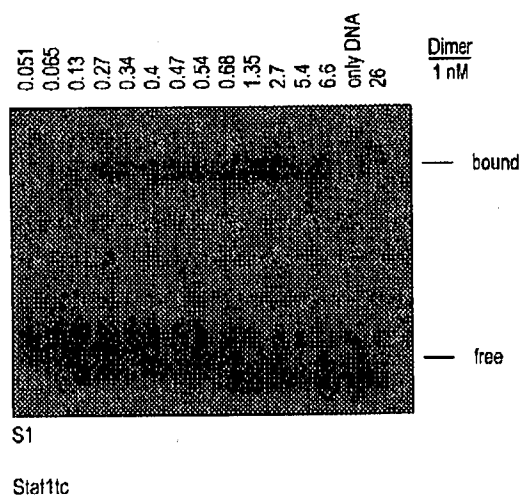 0.051
0.065
0.13
0.27
0.34
0.4
0.47
0.54
0.68
1.35
2.7
5.4
6.6
only DNA
26
Dimer
1 nM
bound
free
S1
Stat1tc